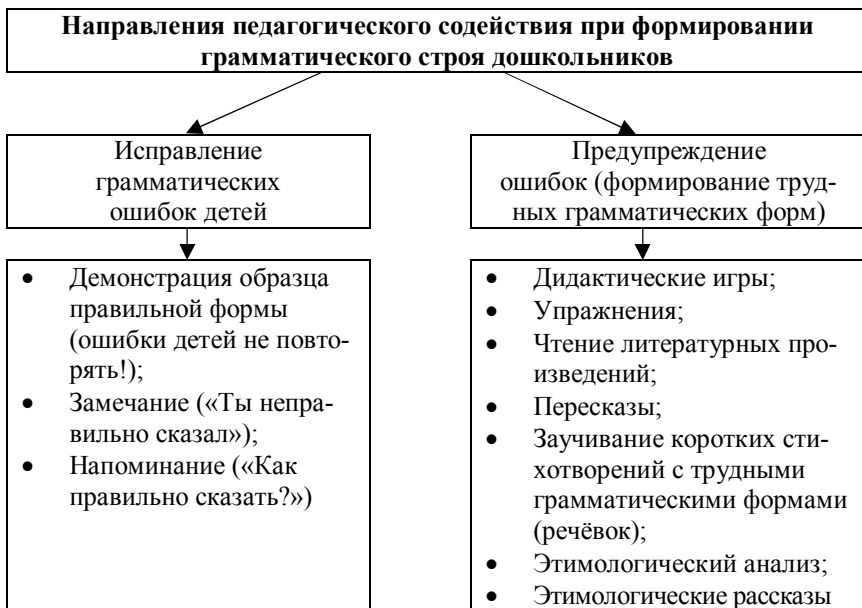 Направления педагогического содействия при формировании
грамматического строя дошкольников
Исправление
грамматических
ошибок детей
Предупреждение
ошибок (формирование труд-
ных грамматических форм)
• Демонстрация образца
правильной формы
(ошибки детей не повто-
рять!);
• Замечание («Ты непра-
вильно сказал»);
• Напоминание («Как
правильно сказать?»)
• Дидактические игры;
• Упражнения;
• Чтение литературных про-
изведений;
• Пересказы;
• Заучивание коротких сти-
хотворений с трудными
грамматическими формами
(речёвок);
• Этимологический анализ;
• Этимологические рассказы